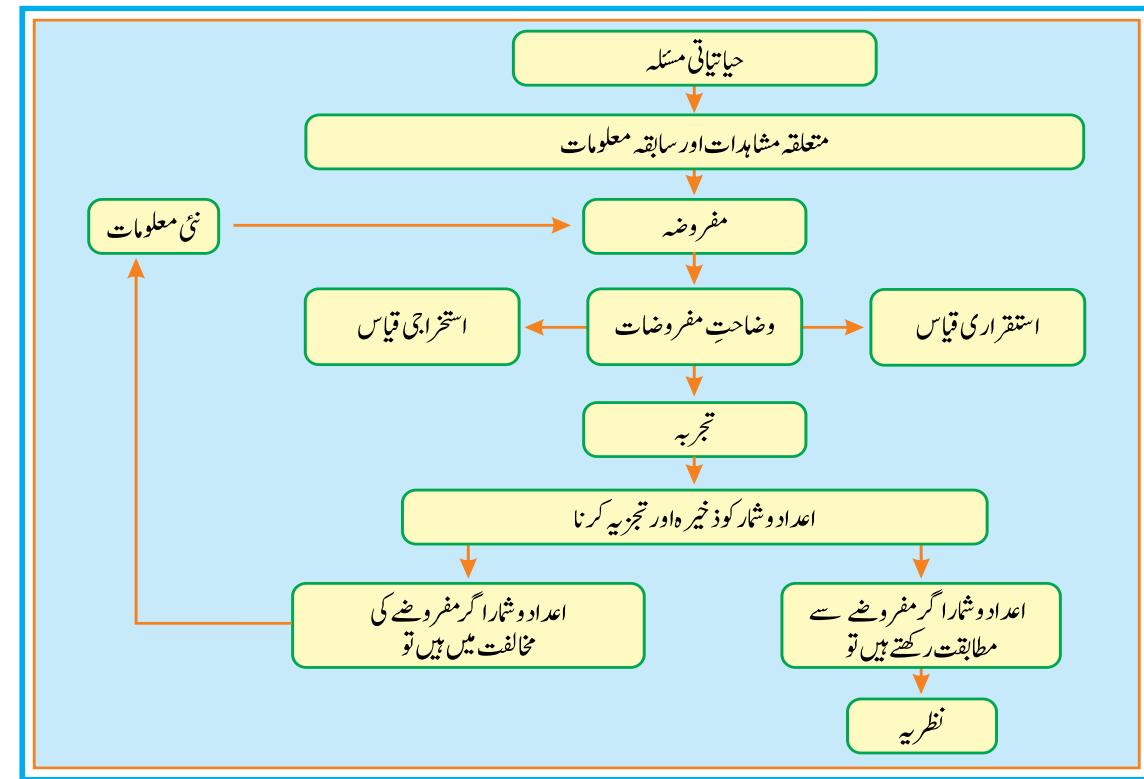 حیاتیاتی مسئلہ
متعلقہ مشاہدات اور سابقہ معلومات
مفروضہ
نئی معلومات
استقراری قیاس
وضاحتِ مفروضات
استخراجی قیاس
تجربہ
اعداد و شمار کو ذخیرہ اور تجزیہ کرنا
اعداد و شمار اگر مفروضے سے
مطابقت رکھتے ہیں تو
اعداد و شمار اگر مفروضے کی
مخالفت میں ہیں تو
نظریہ